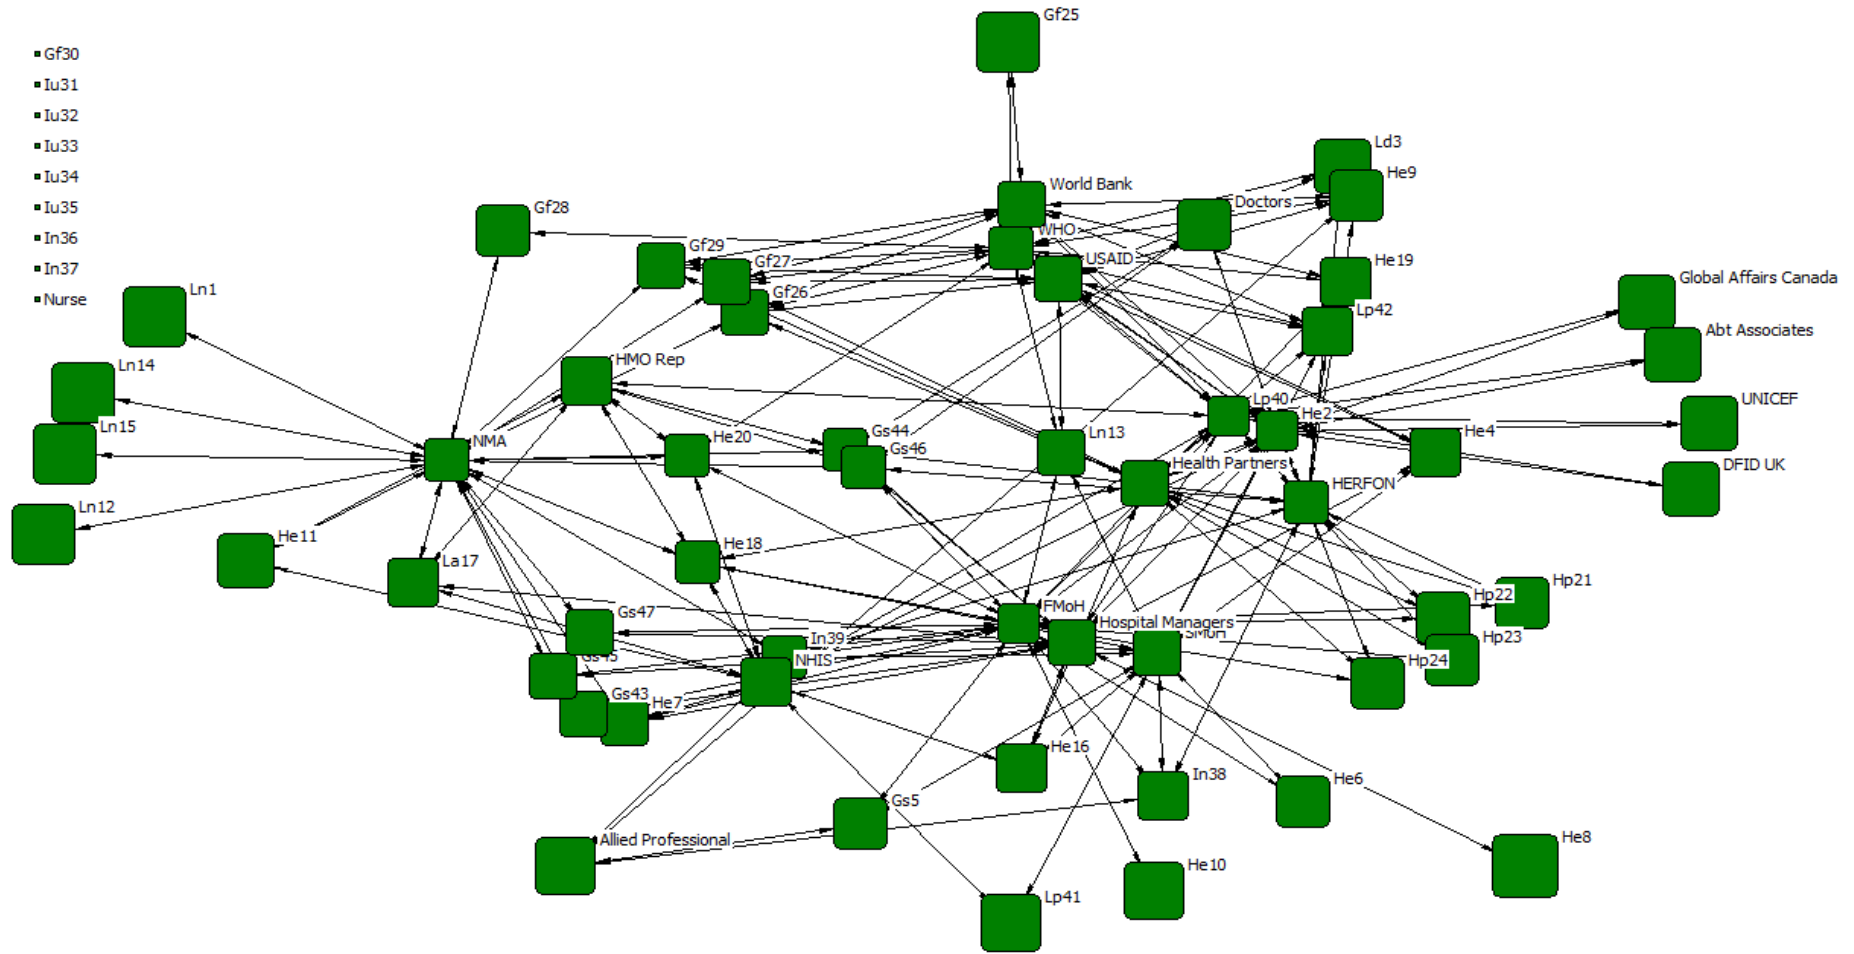 Gf25
Gf30
Iu31
Iu32
Iu33
Iu34
Iu35
In36
In37
Nurse
Ld3
He9
World Bank
Doctors
Gf28
WHO
Gf29
Gf27
USAID
He19
Gf26
Global Affairs Canada
Ln1
Lp42
Abt Associates
HMO Rep
Ln14
Lp40
UNICEF
He2
Ln15
NMA
He20
Gs44
Ln13
He4
Gs46
Health Partners
DFID UK
HERFON
Ln12
He11
He18
La17
Hp21
Hp22
FMoH
Gs47
Hospital Managers
SMoH
In39
Hp23
Gs45
NHIS
Hp24
Gs43
He7
He16
In38
He6
Gs5
Allied Professional
He8
He10
Lp41